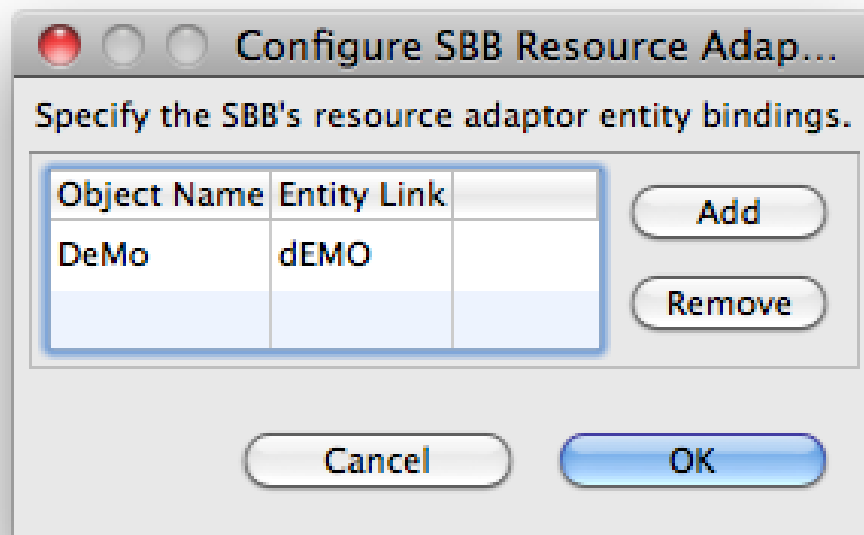 Configure SBB Resource Adap...
Specify the SBB's resource adaptor entity bindings.
Object Name Entity Link
Add
DeMo dEMO
Remove
Cancel OK